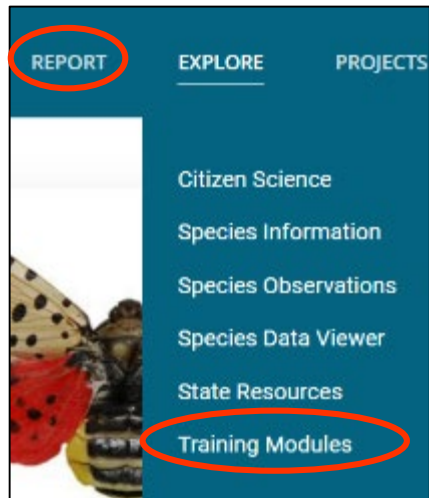 REPORT EXPLORE PROJECTS
Citizen Science
Species Information
Species Observations
Species Data Viewer
State Resources
Training Modules